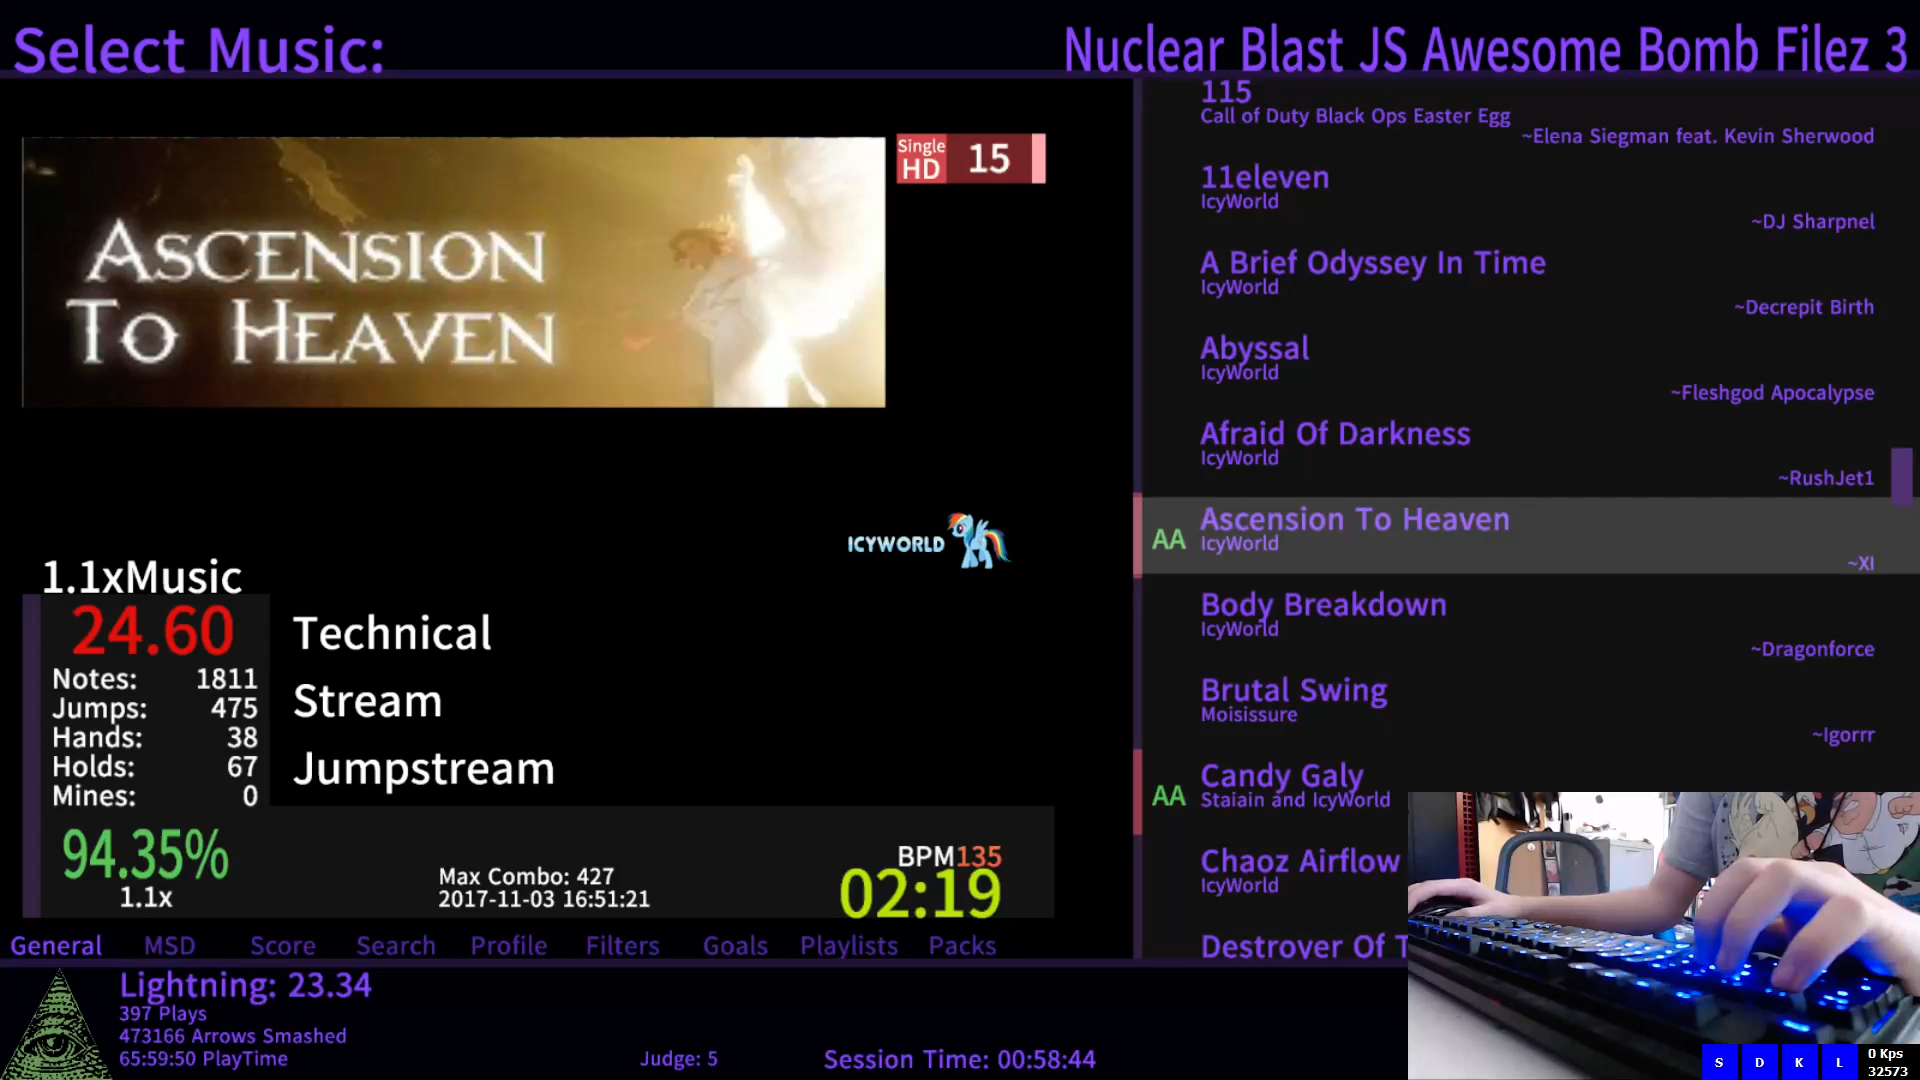 Select Music:
Nuclear Blast JS Awesome Bomb Filez 3
ASCENSION
TO HEAVEN
Single
HD
15
ICYWORLD
1.1xMusic
24.60
Notes: 1811
Jumps: 475
Hands: 38
Holds: 67
Mines: 0
Technical
Stream
Jumpstream
94.35%
1.1x
Max Combo: 427
2017-11-03 16:51:21
BPM135
02:19
115
Call of Duty Black Ops Easter Egg
~Elena Siegman feat. Kevin Sherwood
11eleven
IcyWorld
~DJ Sharpnel
A Brief Odyssey In Time
IcyWorld
~Decrepit Birth
Abyssal
IcyWorld
~Fleshgod Apocalypse
Afraid Of Darkness
IcyWorld
~RushJet1
AA
Ascension To Heaven
IcyWorld
~XI
Body Breakdown
IcyWorld
~Dragonforce
Brutal Swing
Moisissure
~Igorrr
AA
Candy Galy
Staiain and IcyWorld
Chaoz Airflow
IcyWorld
Destroyer Of T
General MSD Score Search Profile Filters Goals Playlists Packs
Lightning: 23.34
397 Plays
473166 Arrows Smashed
65:59:50 PlayTime
Judge: 5
Session Time: 00:58:44
S D K L
0 Kps
32573